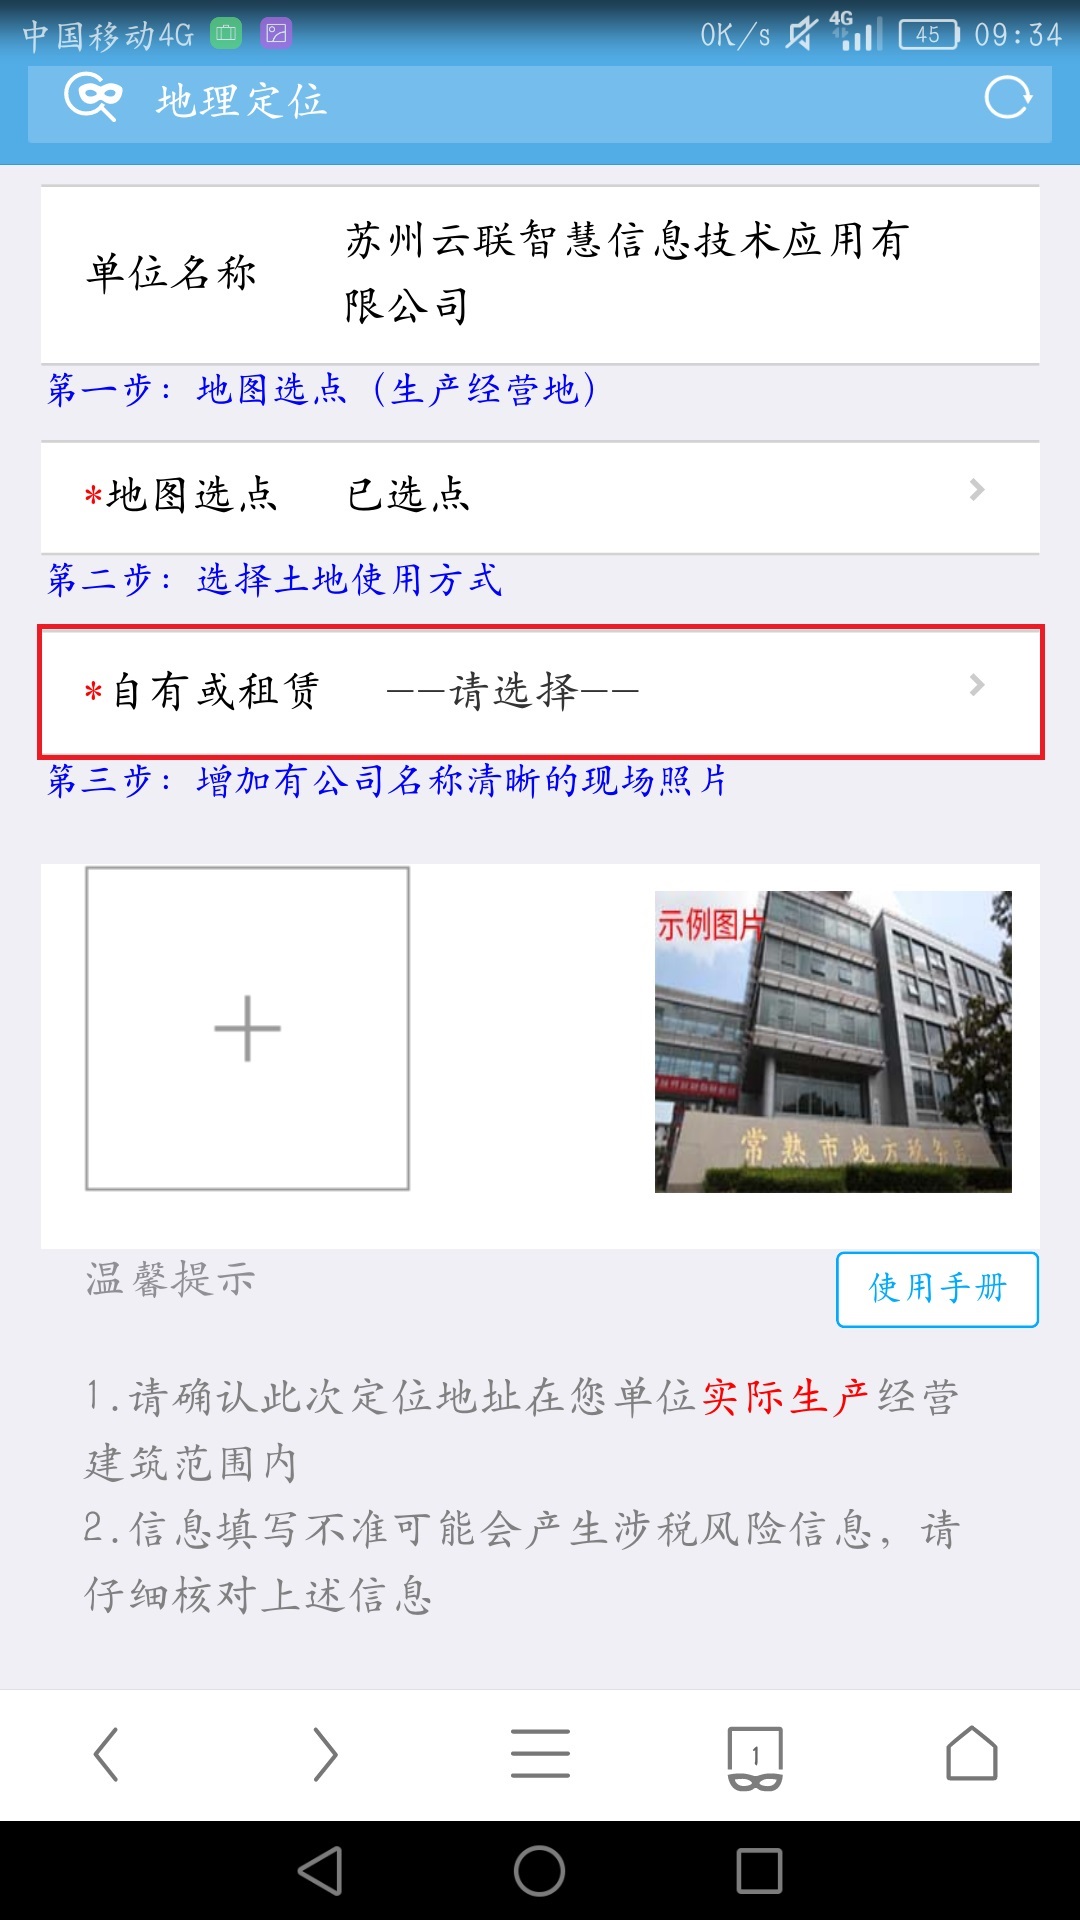 中国移动4G 0K/s 4G 45 09:34
地理定位
单位名称 苏州云联智慧信息技术应用有
限公司
第一步：地图选点（生产经营地）
*地图选点 已选点
第二步：选择土地使用方式
*自有或租赁 --请选择--
第三步：增加有公司名称清晰的现场照片
示例图片
常熟市地方税务局
温馨提示
使用手册
1.请确认此次定位地址在您单位实际生产经营
建筑范围内
2.信息填写不准可能会产生涉税风险信息，请
仔细核对上述信息
1